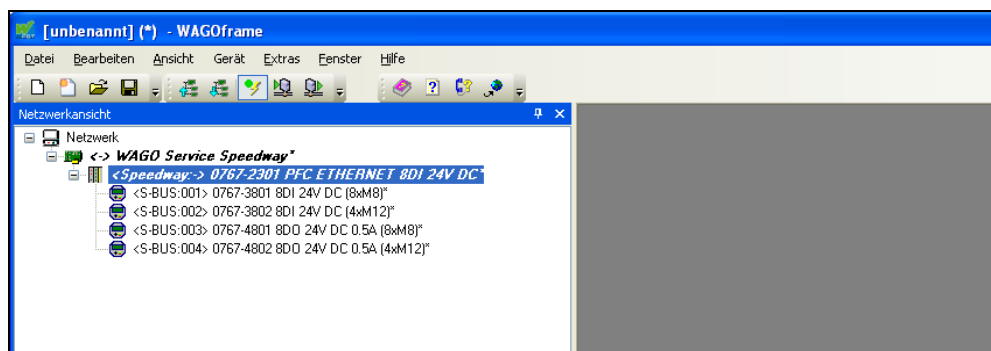 [unbenannt] (*) - WAGOframe
Datei Bearbeiten Ansicht Gerät Extras Fenster Hilfe
Netzwerkansicht
Netzwerk
<-> WAGO Service Speedway*
<Speedway:-> 0767-2301 PFC ETHERNET 8DI 24V DC*
<S-BUS:001> 0767-3801 8DI 24V DC (8xM8)*
<S-BUS:002> 0767-3802 8DI 24V DC (4xM12)*
<S-BUS:003> 0767-4801 8DO 24V DC 0.5A (8xM8)*
<S-BUS:004> 0767-4802 8DO 24V DC 0.5A (4xM12)*